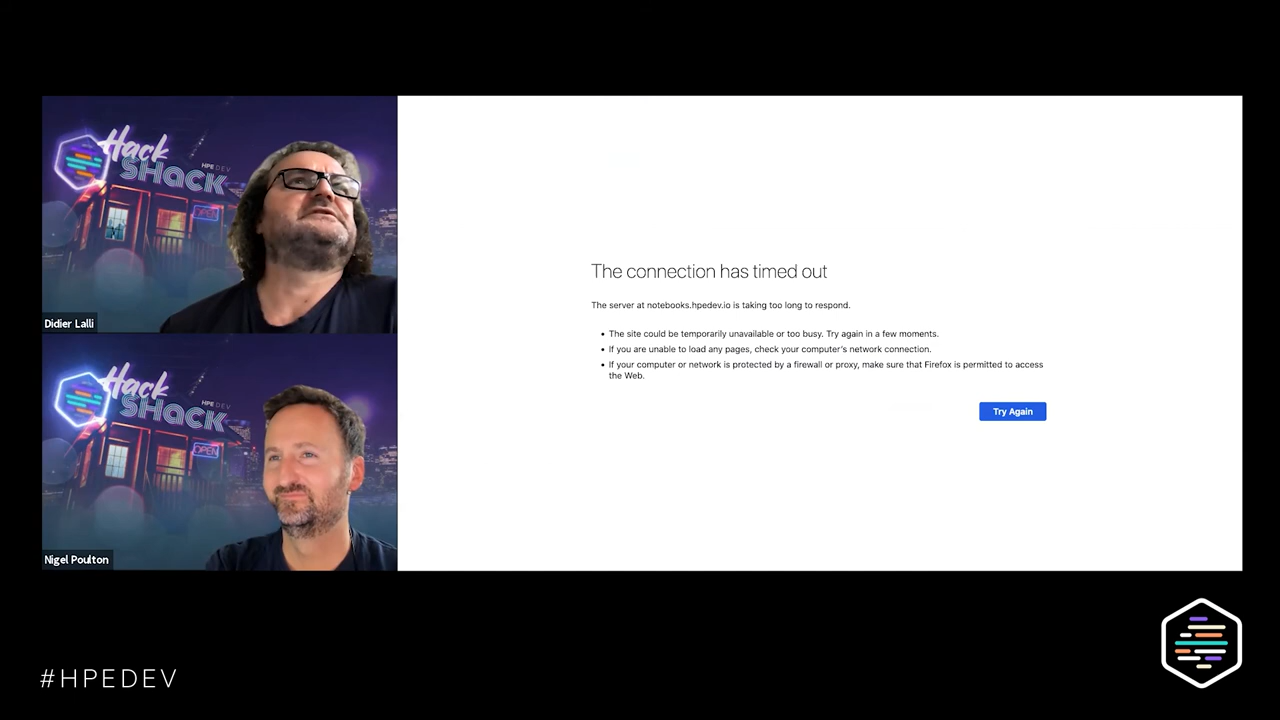 Hack
HPE DEV
SHACK
OPEN
Didier Lalli
Hack
HPE DEV
SHACK
OPEN
Nigel Poulton
The connection has timed out
The server at notebooks.hpedev.io is taking too long to respond.
• The site could be temporarily unavailable or too busy. Try again in a few moments.
• If you are unable to load any pages, check your computer's network connection.
• If your computer or network is protected by a firewall or proxy, make sure that Firefox is permitted to access
the Web.
Try Again
#HPEDEV